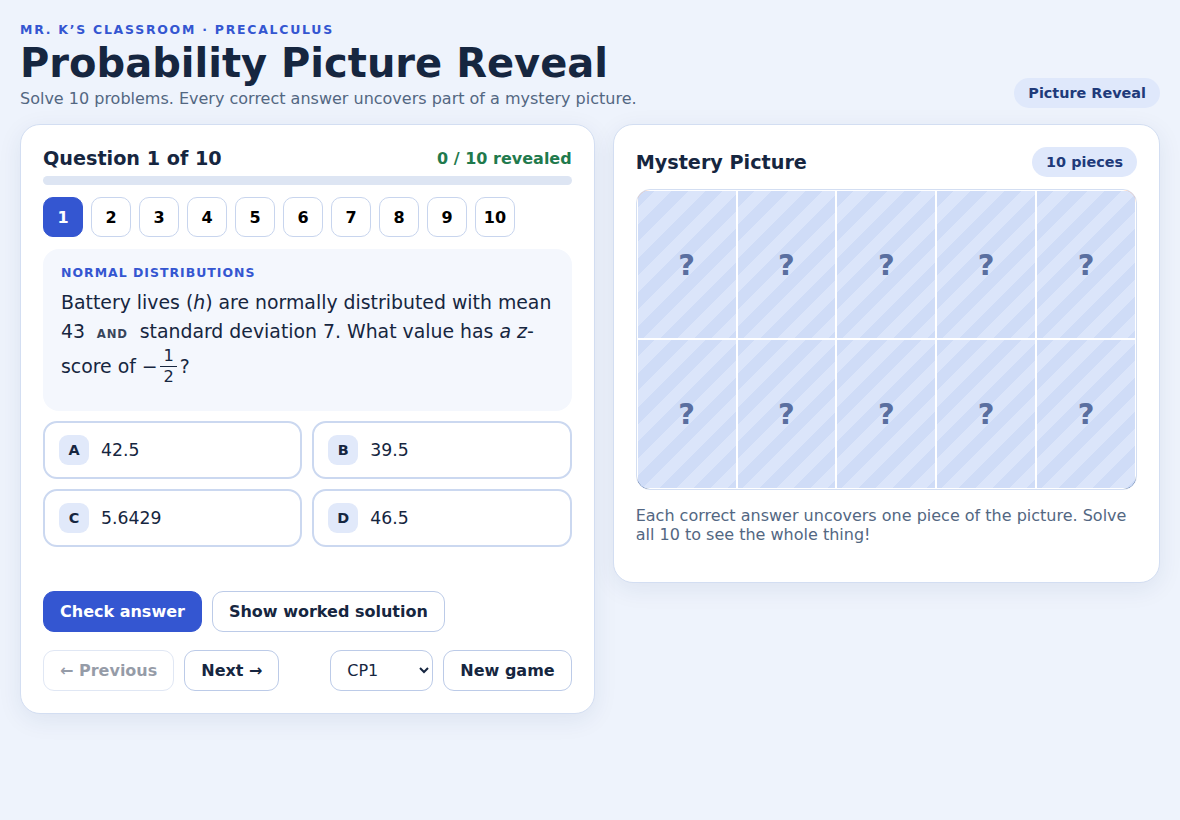 MR. K’S CLASSROOM · PRECALCULUS
Probability Picture Reveal
Solve 10 problems. Every correct answer uncovers part of a mystery picture.
Picture Reveal
Question 1 of 10
0 / 10 revealed
1 2 3 4 5 6 7 8 9 10
NORMAL DISTRIBUTIONS
Battery lives (h) are normally distributed with mean
43 AND standard deviation 7. What value has a z-
score of −1/2?
A 42.5
B 39.5
C 5.6429
D 46.5
Check answer
Show worked solution
← Previous
Next →
CP1
New game
Mystery Picture
10 pieces
? ? ? ? ?
? ? ? ? ?
Each correct answer uncovers one piece of the picture. Solve
all 10 to see the whole thing!